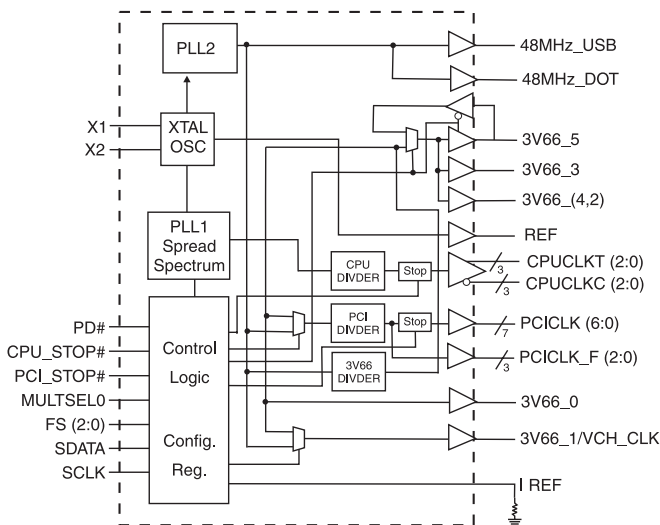 PLL2
48MHz_USB
48MHz_DOT
X1
X2
XTAL
OSC
3V66_5
3V66_3
3V66_(4,2)
REF
PLL1
Spread
Spectrum
CPU
DIVDER
Stop
3
CPUCLKT (2:0)
3
CPUCLKC (2:0)
PD#
CPU_STOP#
PCI_STOP#
MULTSEL0
FS (2:0)
SDATA
SCLK
Control
Logic
Config.
Reg.
PCI
DIVDER
Stop
7
PCICLK (6:0)
3
PCICLK_F (2:0)
3V66
DIVDER
3V66_0
3V66_1/VCH_CLK
I REF